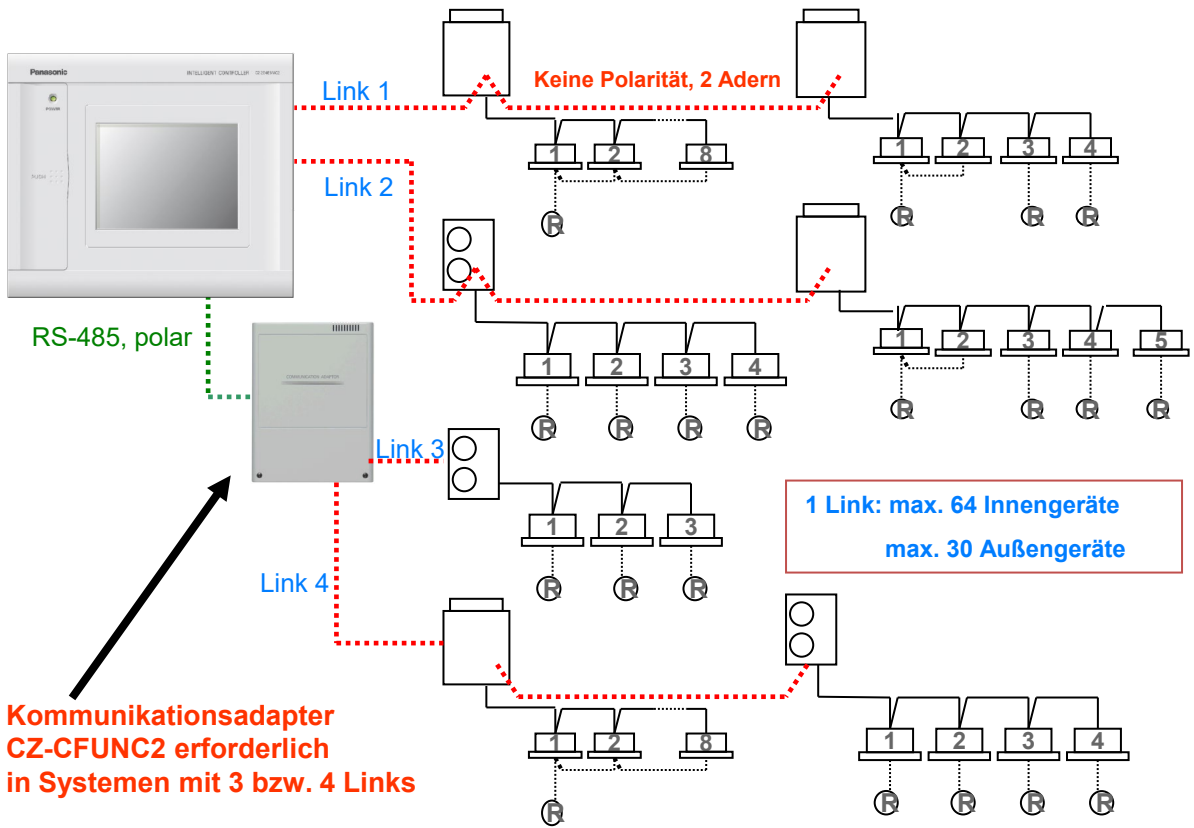 Panasonic
INTELLIGENT CONTROLLER
POWER
Link 1
Keine Polarität, 2 Adern
1 2 8
R
1 2 3 4
R R R
Link 2
1 2 3 4
R R R R
1 2 3 4 5
R R R R
RS-485, polar
COMMUNICATION ADAPTOR
Link 3
1 2 3
R R R
1 Link: max. 64 Innengeräte
max. 30 Außengeräte
Link 4
1 2 8
R
1 2 3 4
R R R R
Kommunikationsadapter
CZ-CFUNC2 erforderlich
in Systemen mit 3 bzw. 4 Links